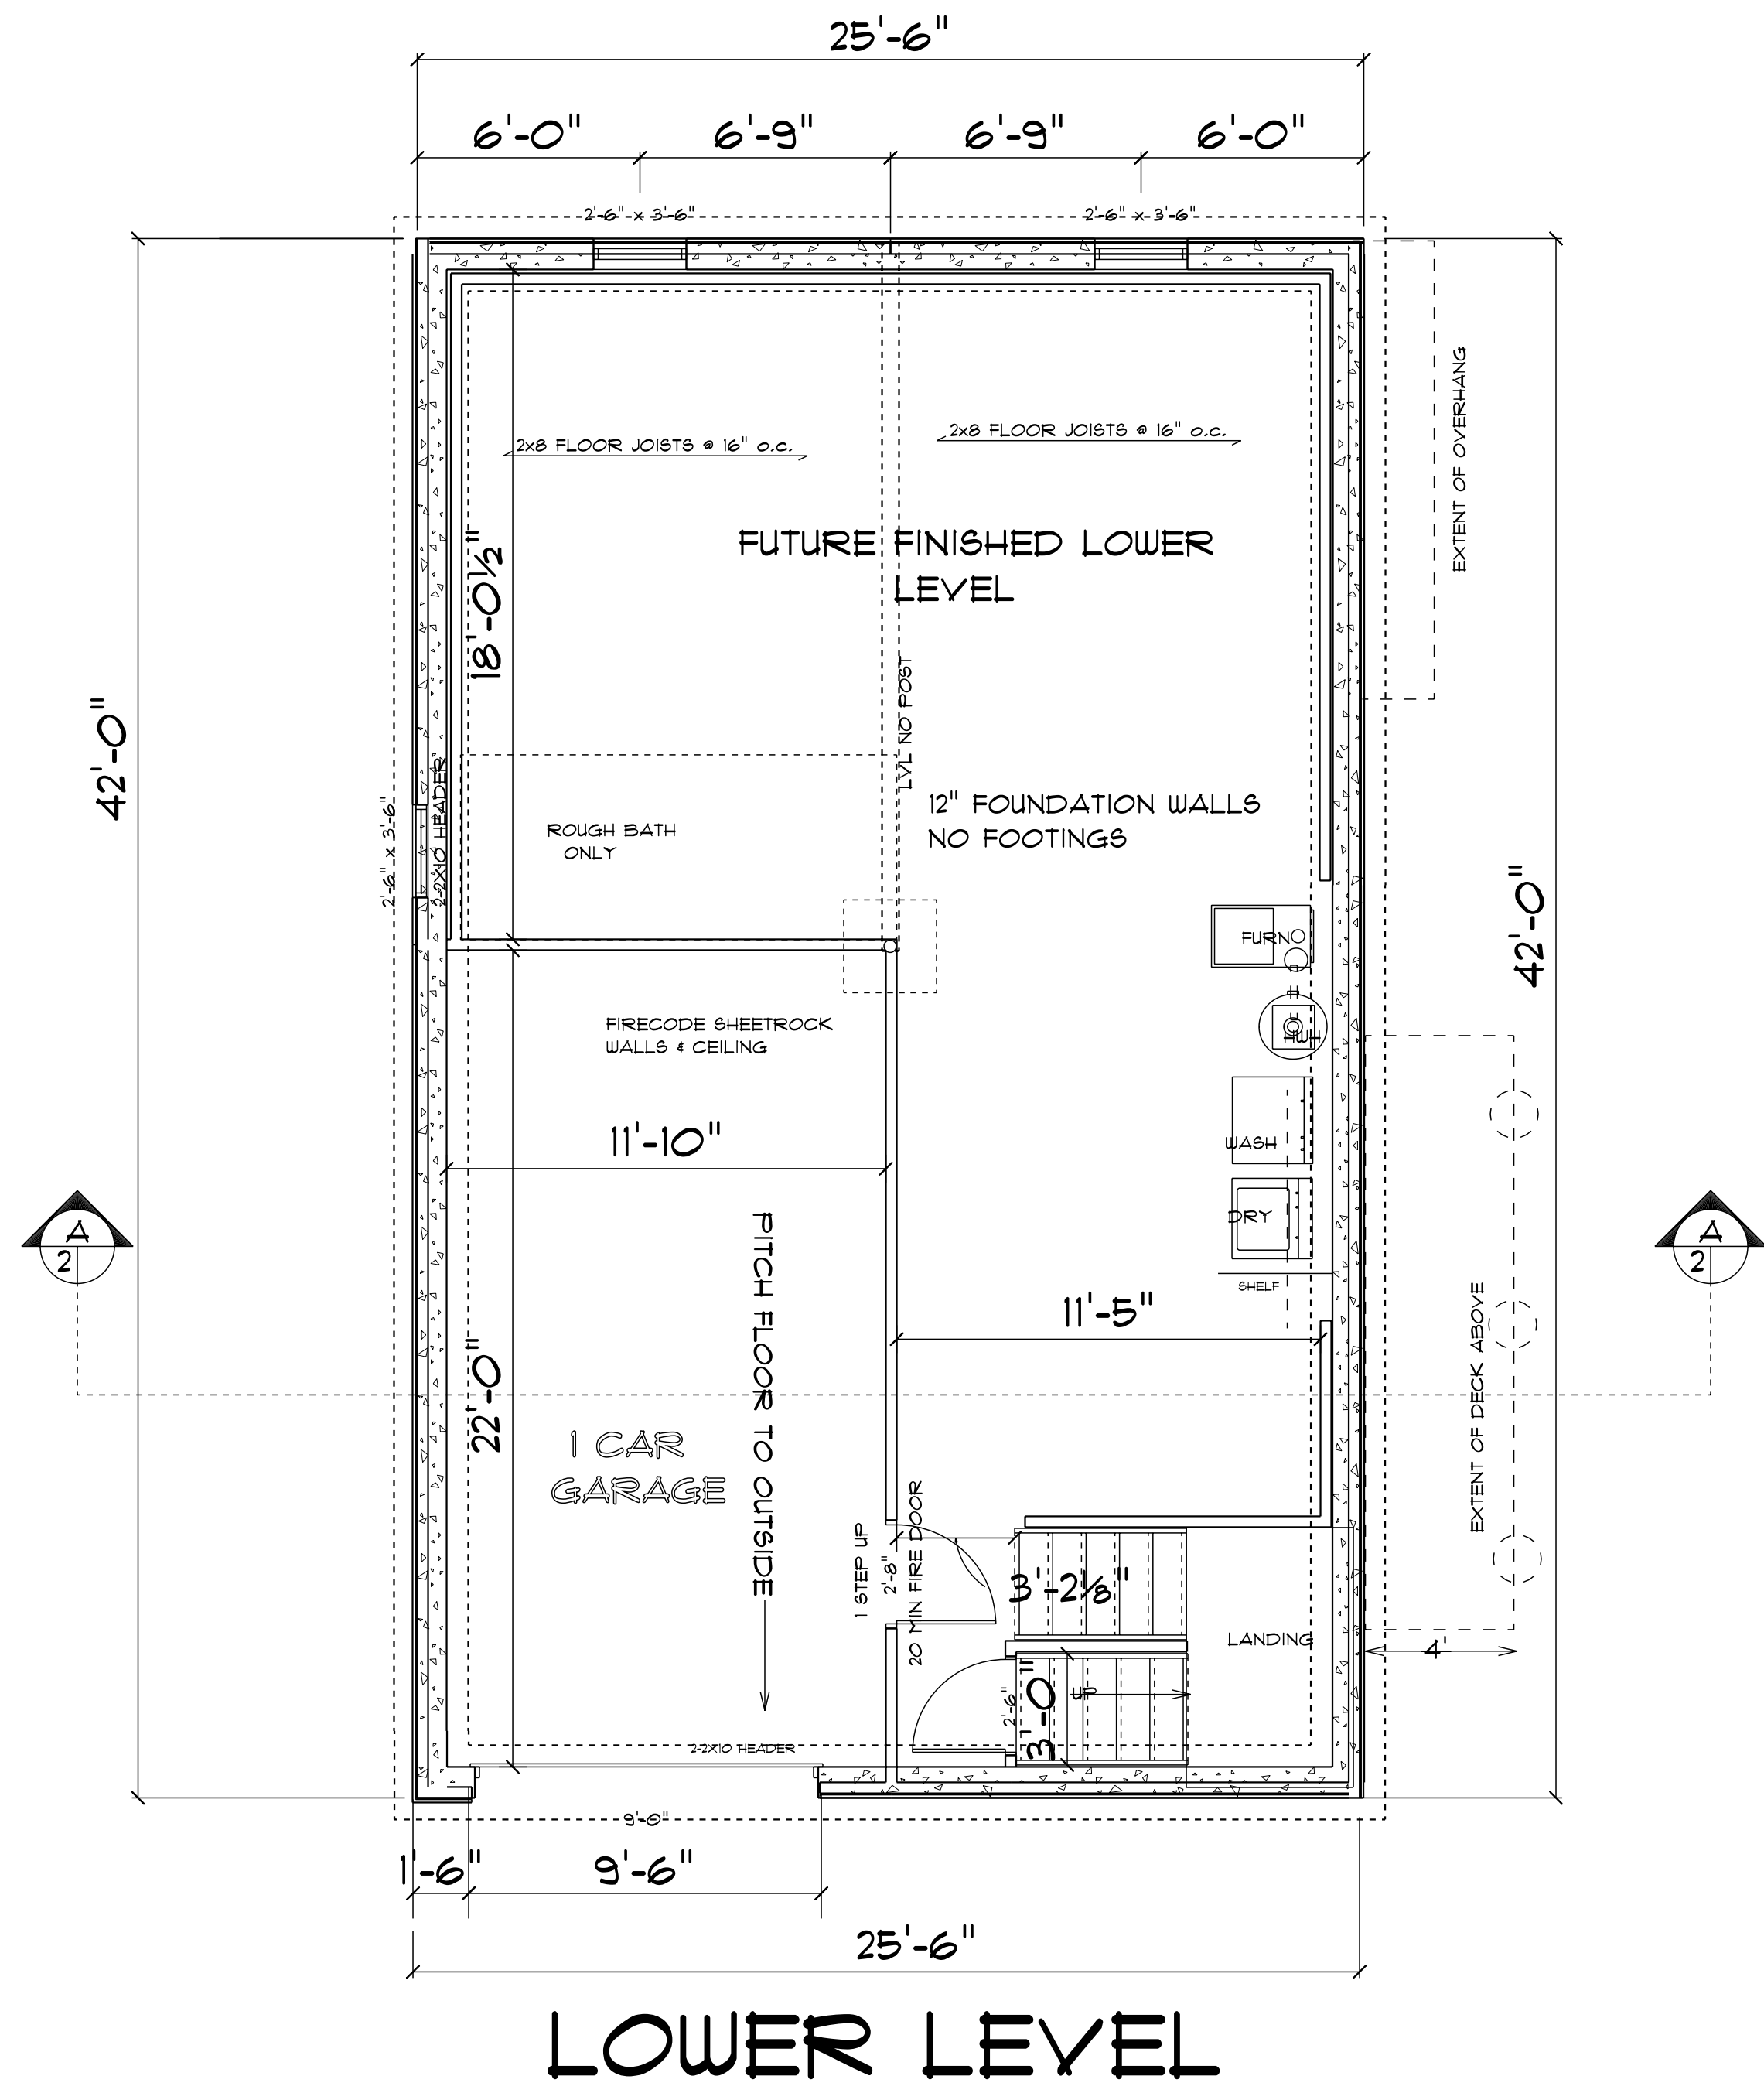 25'-6"
6'-0"
6'-9"
6'-9"
6'-0"
2'-6" x 3'-6"
2'-6" x 3'-6"
EXTENT OF OVERHANG
2x8 FLOOR JOISTS @ 16" o.c.
2x8 FLOOR JOISTS @ 16" o.c.
18'-0½"
FUTURE FINISHED LOWER
LEVEL
LVL NO POST
42'-0"
2'-6" x 3'-6"
2-2X10 HEADER
ROUGH BATH
ONLY
12" FOUNDATION WALLS
NO FOOTINGS
42'-0"
FURN
FIRECODE SHEETROCK
WALLS & CEILING
HWH
11'-10"
WASH
A
2
DRY
A
2
SHELF
11'-5"
PITCH FLOOR TO OUTSIDE
22'-0"
1 CAR
GARAGE
EXTENT OF DECK ABOVE
1 STEP UP
2'-8"
20 MIN FIRE DOOR
3'-2⅛"
LANDING
4'
2'-6"
3'-0"
UP
2-2X10 HEADER
9'-0"
1'-6"
9'-6"
25'-6"
LOWER LEVEL